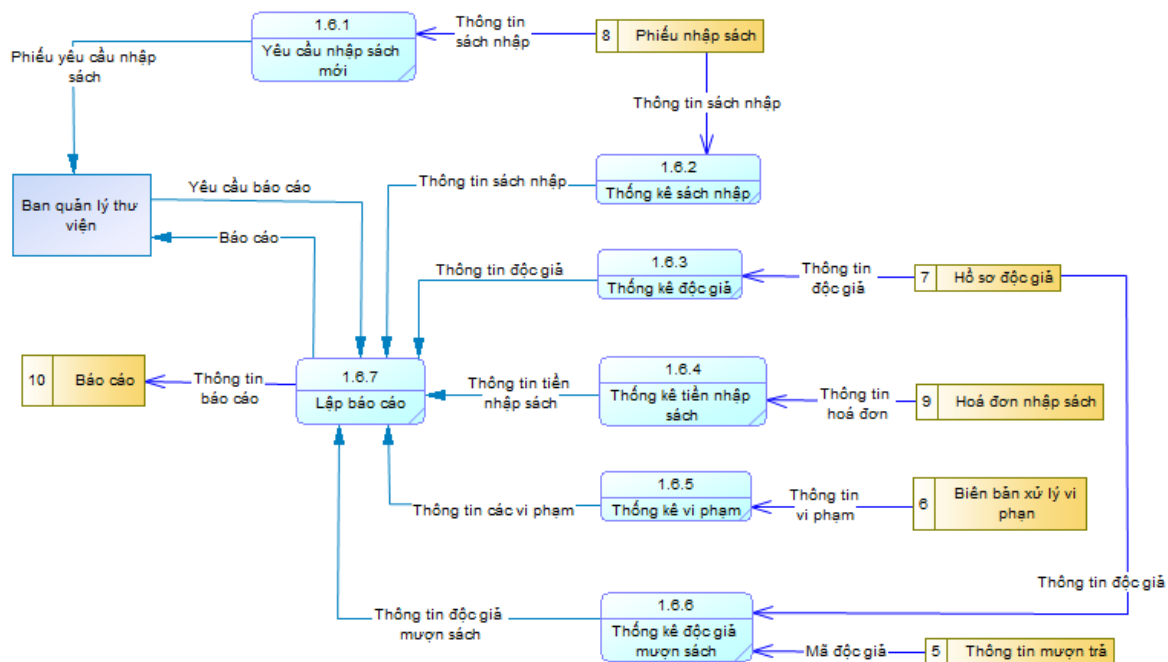 1.6.1
Yêu cầu nhập sách
mới
Thông tin
sách nhập
8 Phiếu nhập sách
Phiếu yêu cầu nhập
sách
Thông tin sách nhập
1.6.2
Thống kê sách nhập
Thông tin sách nhập
Ban quản lý thư
viện
Yêu cầu báo cáo
Báo cáo
1.6.3
Thống kê độc giả
Thông tin độc giả
Thông tin
độc giả
7 Hồ sơ độc giả
10 Báo cáo
Thông tin
báo cáo
1.6.7
Lập báo cáo
Thông tin tiền
nhập sách
1.6.4
Thống kê tiền nhập
sách
Thông tin
hoá đơn
9 Hoá đơn nhập sách
Thông tin các vi phạm
1.6.5
Thống kê vi phạm
Thông tin
vi phạm
6 Biên bản xử lý vi
phạn
Thông tin độc giả
Thông tin độc giả
mượn sách
1.6.6
Thống kê độc giả
mượn sách
Mã độc giả
5 Thông tin mượn trả